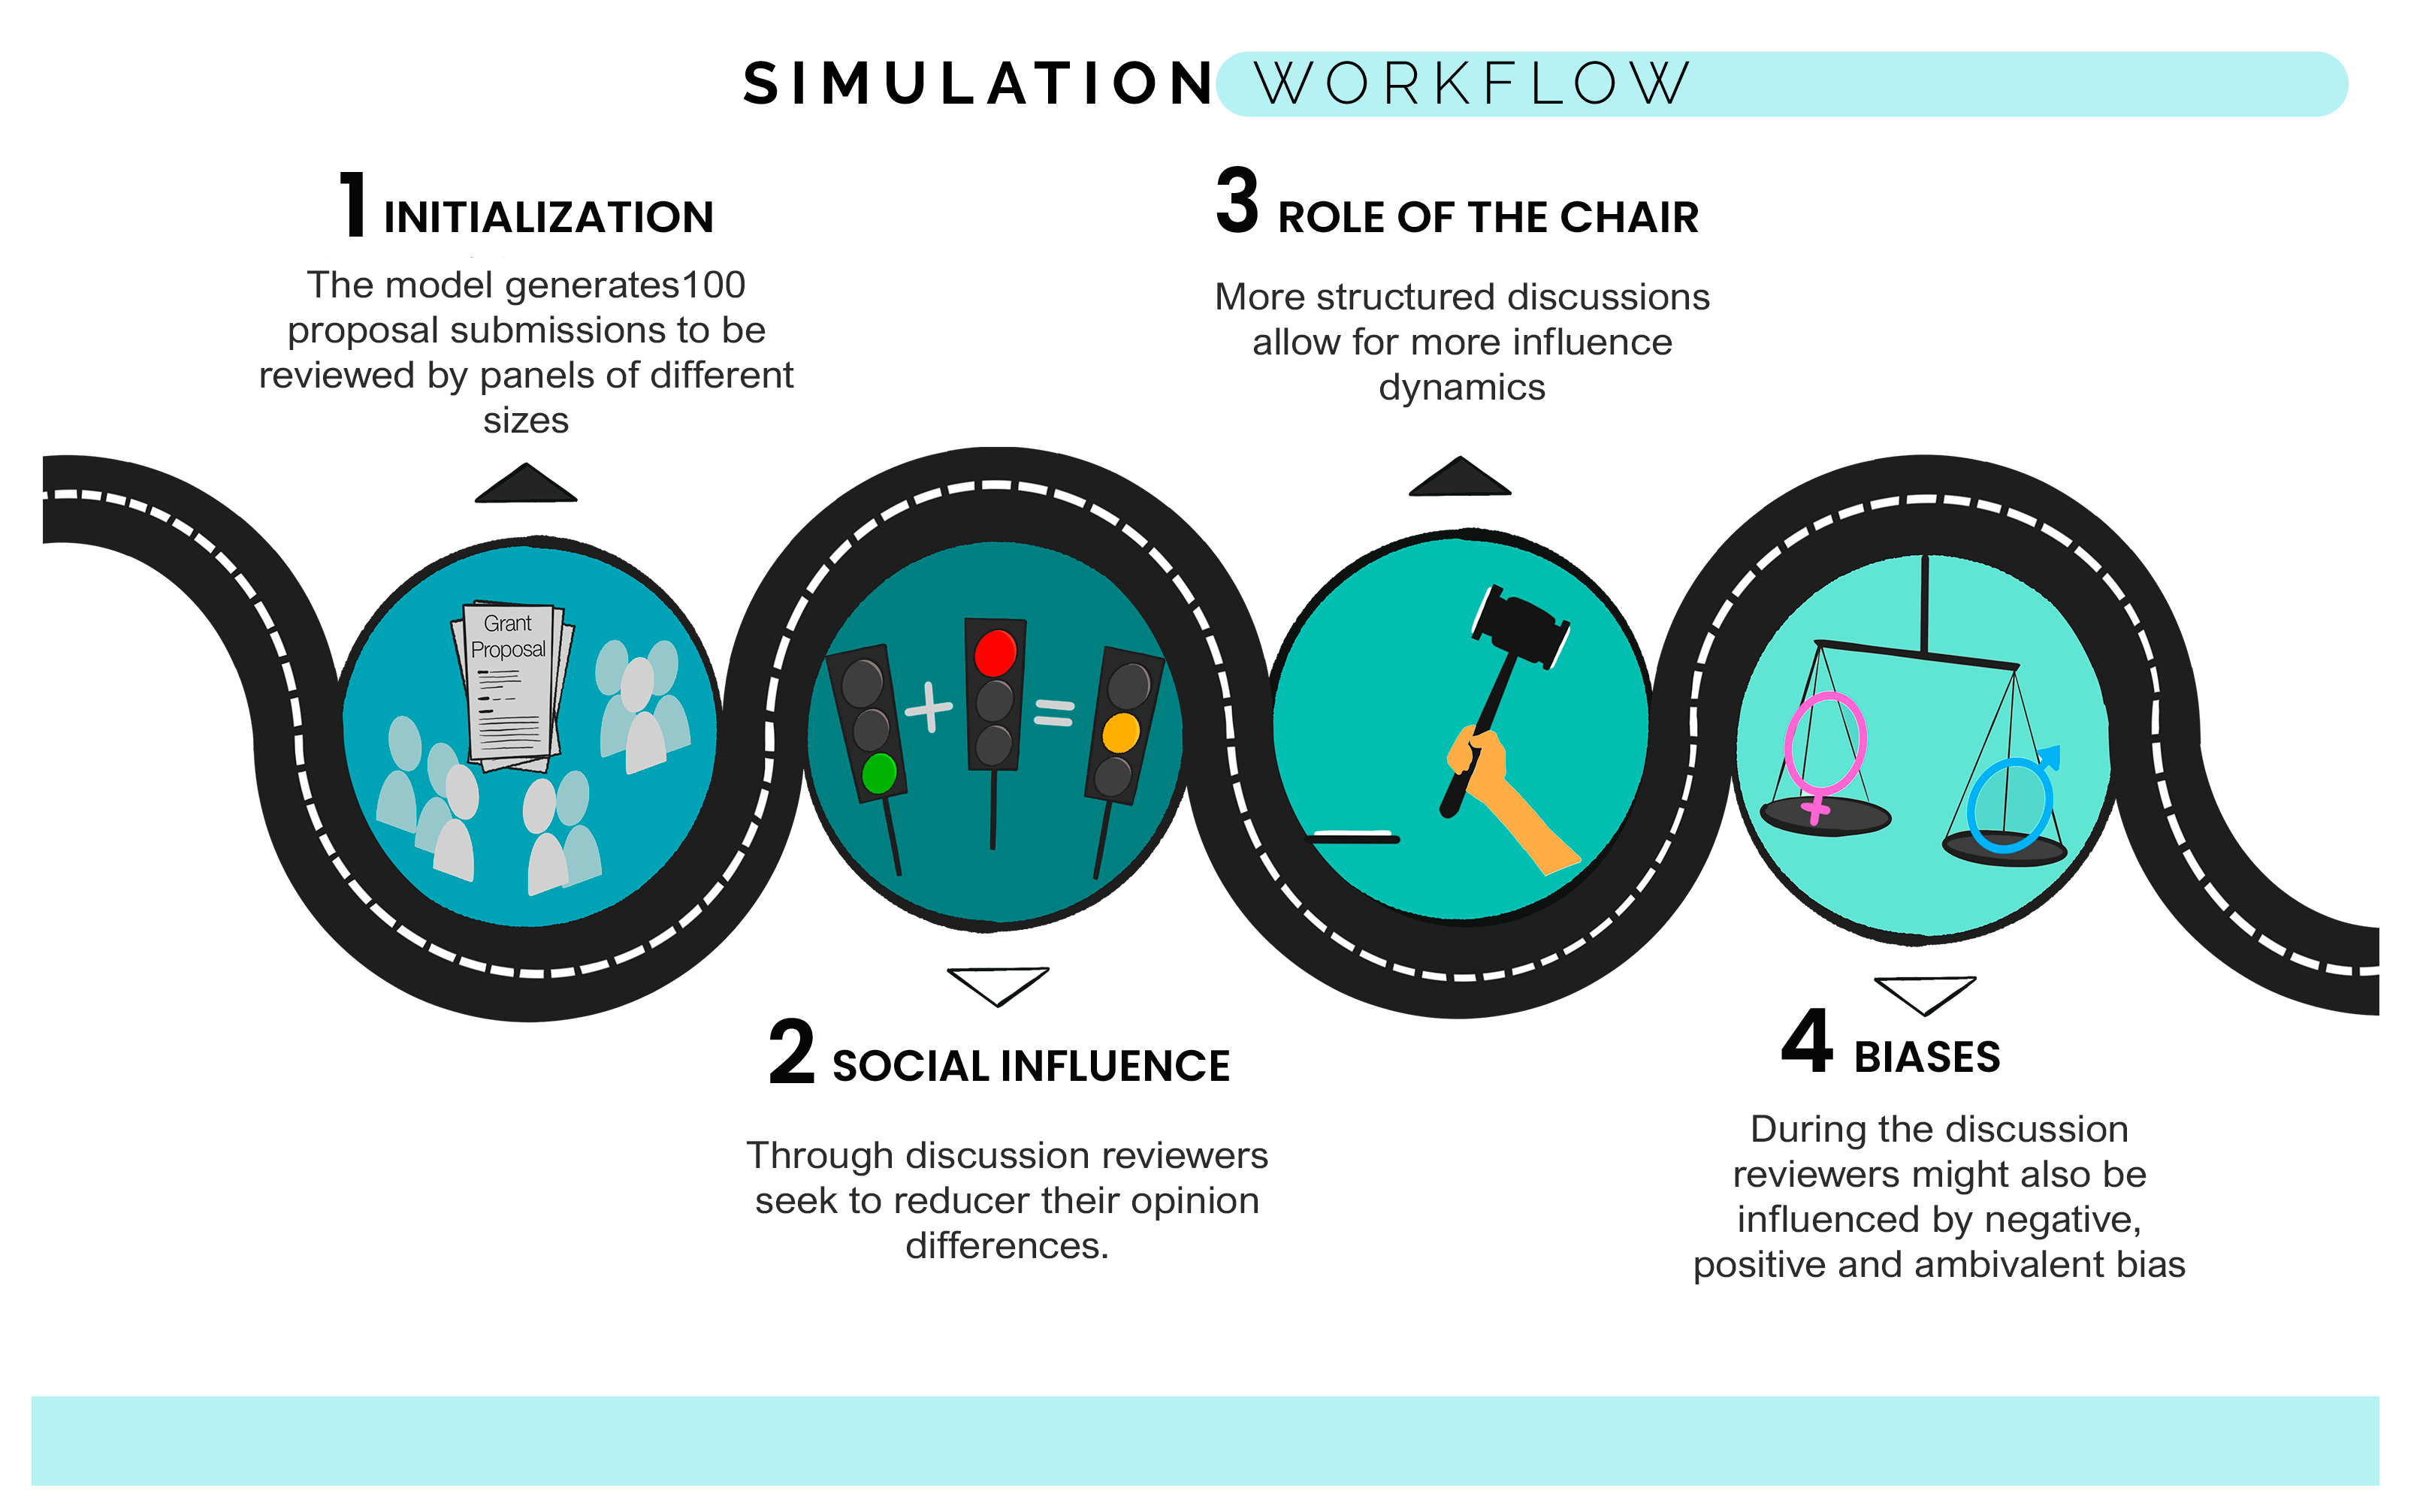 SIMULATION WORKFLOW
1 INITIALIZATION
The model generates100
proposal submissions to be
reviewed by panels of different
sizes
3 ROLE OF THE CHAIR
More structured discussions
allow for more influence
dynamics
Grant
Proposal
2 SOCIAL INFLUENCE
Through discussion reviewers
seek to reducer their opinion
differences.
4 BIASES
During the discussion
reviewers might also be
influenced by negative,
positive and ambivalent bias